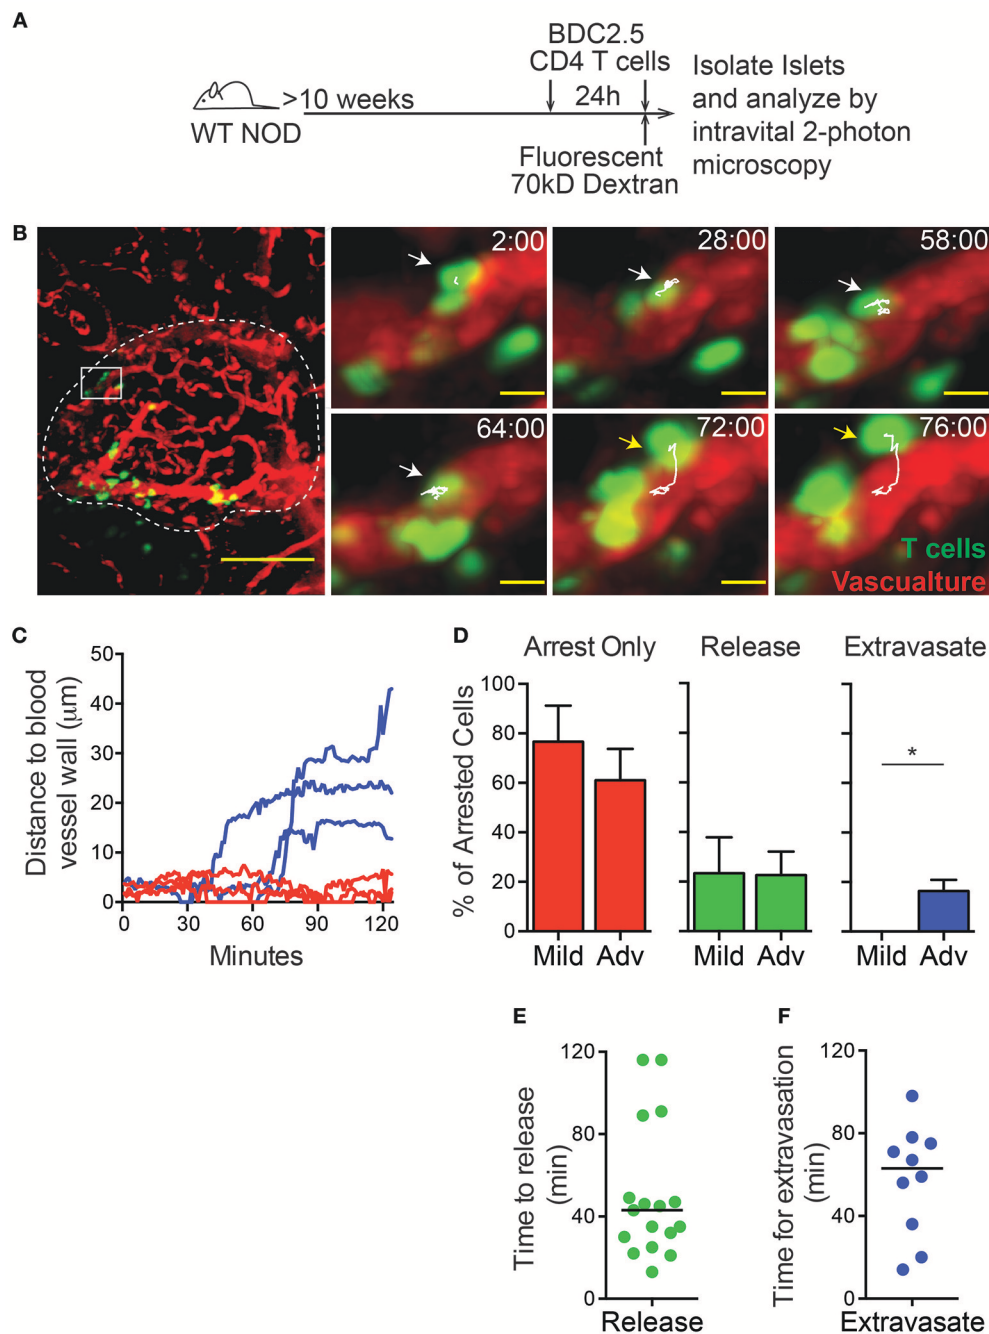 A
BDC2.5
CD4 T cells
24h
>10 weeks
WT NOD
Fluorescent
70kD Dextran
Isolate Islets
and analyze by
intravital 2-photon
microscopy
B
2:00
28:00
58:00
64:00
72:00
76:00
T cells
Vascualture
C
Distance to blood
vessel wall (µm)
50
40
30
20
10
0
0 30 60 90 120
Minutes
D
Arrest Only
Release
Extravasate
% of Arrested Cells
100
80
60
40
20
0
*
Mild Adv
Mild Adv
Mild Adv
E
Time to release
(min)
120
80
40
0
Release
F
Time for extravasation
(min)
120
80
40
0
Extravasate